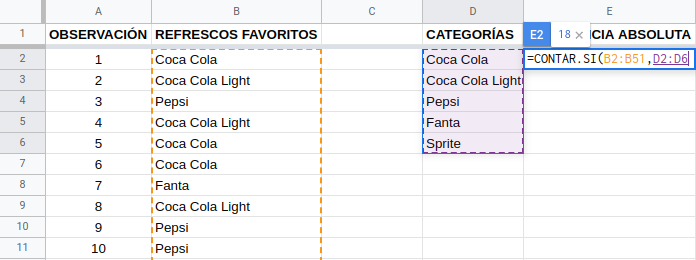 A B C D E
1 OBSERVACIÓN REFRESCOS FAVORITOS CATEGORÍAS E2 18 × CIA ABSOLUTA
2 1 Coca Cola Coca Cola =CONTAR.SI(B2:B51,D2:D6
3 2 Coca Cola Light Coca Cola Light
4 3 Pepsi Pepsi
5 4 Coca Cola Light Fanta
6 5 Coca Cola Sprite
7 6 Coca Cola
8 7 Fanta
9 8 Coca Cola Light
10 9 Pepsi
11 10 Pepsi